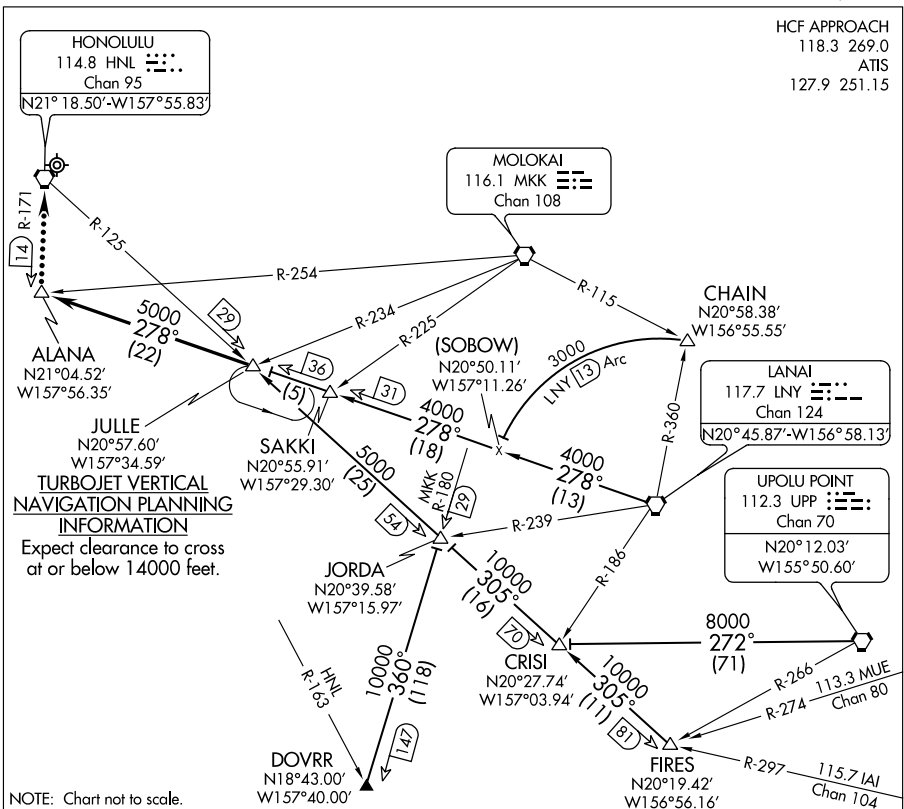 HCF APPROACH
118.3 269.0
ATIS
127.9 251.15
HONOLULU
114.8 HNL
Chan 95
N21° 18.50'-W157°55.83'
MOLOKAI
116.1 MKK
Chan 108
R-171
14
R-125
R-254
R-234
R-225
R-115
CHAIN
N20°58.38'
W156°55.55'
5000
278°
(22)
29
ALANA
N21°04.52'
W157°56.35'
(SOBOW)
N20°50.11'
W157°11.26'
3000
LNY 13 Arc
LANAI
117.7 LNY
Chan 124
N20°45.87'-W156°58.13'
36
(5)
31
R-360
JULLE
N20°57.60'
W157°34.59'
SAKKI
N20°55.91'
W157°29.30'
4000
278°
(18)
4000
278°
(13)
5000
(25)
MKK
R-180
29
54
R-239
R-186
TURBOJET VERTICAL
NAVIGATION PLANNING
INFORMATION
Expect clearance to cross
at or below 14000 feet.
UPOLU POINT
112.3 UPP
Chan 70
N20°12.03'
W155°50.60'
JORDA
N20°39.58'
W157°15.97'
10000
305°
(16)
70
8000
272°
(71)
CRISI
N20°27.74'
W157°03.94'
10000
305°
(11)
81
R-266
R-274
113.3 MUE
Chan 80
HNL
R-163
10000
360°
(118)
147
DOVRR
N18°43.00'
W157°40.00'
FIRES
N20°19.42'
W156°56.16'
R-297
115.7 IAI
Chan 104
NOTE: Chart not to scale.